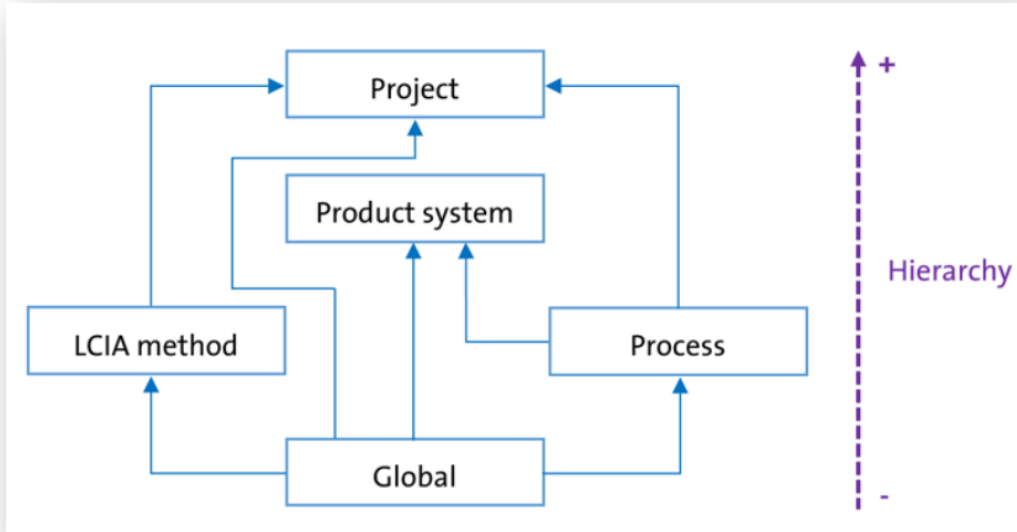 Project
+
Product system
Hierarchy
LCIA method
Process
Global
-